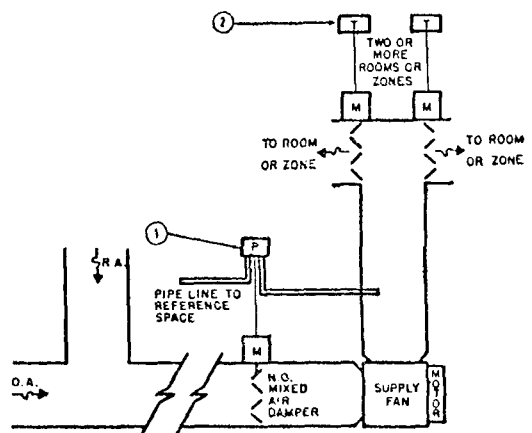 2
T
T
TWO OR
MORE
ROOMS OR
ZONES
M
M
TO ROOM
OR ZONE
TO ROOM
OR ZONE
1
P
R.A.
PIPE LINE TO
REFERENCE
SPACE
M
O.A.
N.O.
MIXED
AIR
DAMPER
SUPPLY
FAN
MOTOR